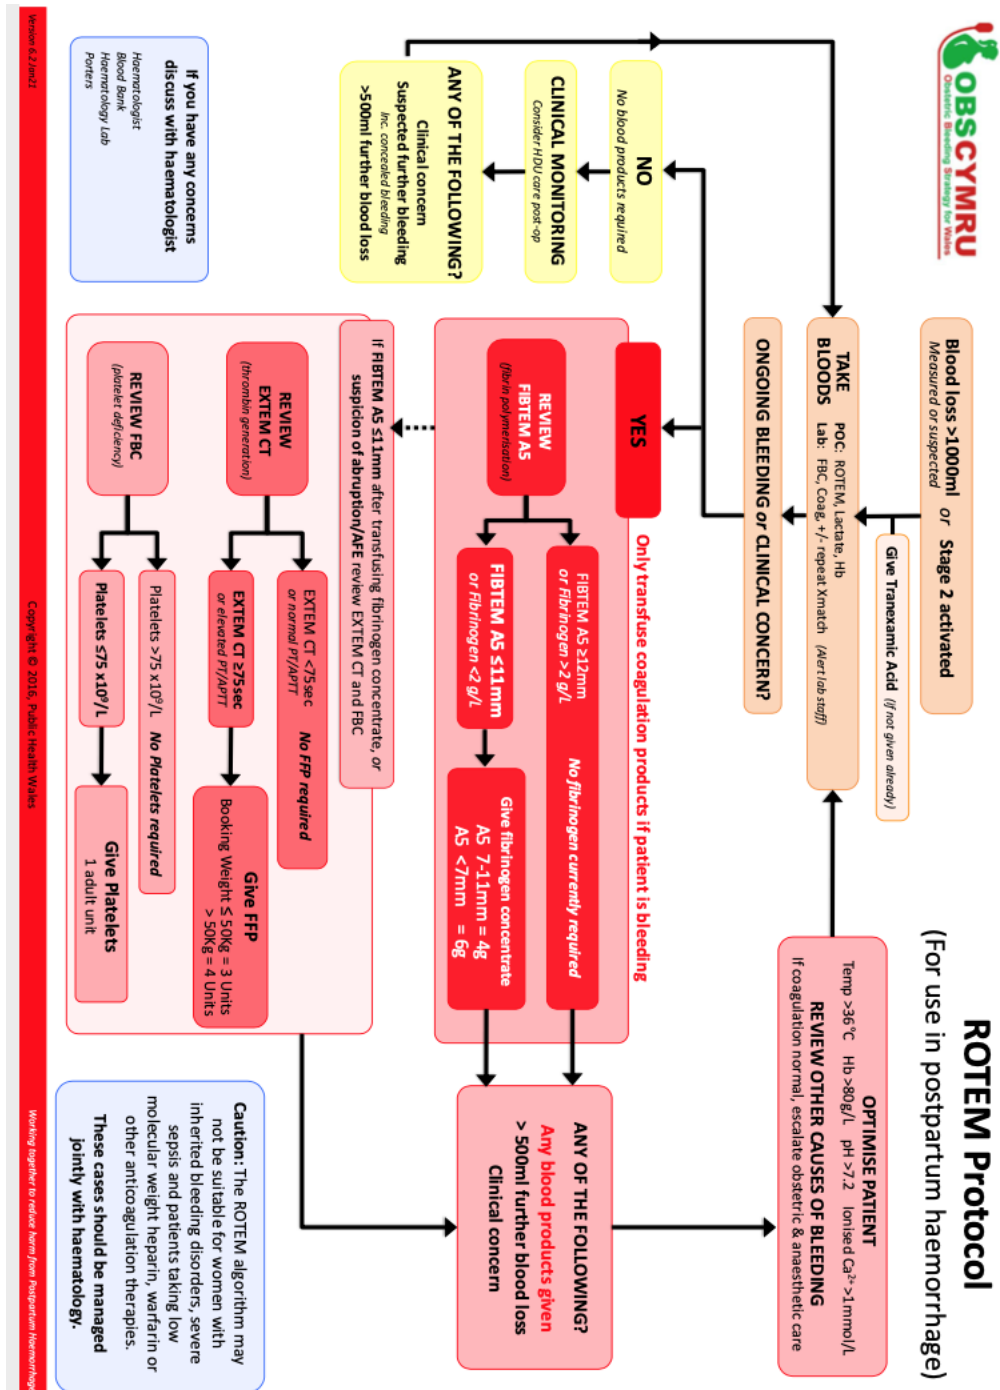 OBSCYMRU
Obstetric Bleeding Strategy for Wales
ROTEM Protocol
(For use in postpartum haemorrhage)
Blood loss >1000ml or Stage 2 activated
Measured or suspected
Give Tranexamic Acid (if not given already)
TAKE BLOODS
POC: ROTEM, Lactate, Hb
Lab: FBC, Coag, +/- repeat Xmatch (Alert lab staff)
ONGOING BLEEDING or CLINICAL CONCERN?
OPTIMISE PATIENT
Temp >36°C Hb >80g/L pH >7.2 Ionised Ca²⁺ >1mmol/L
REVIEW OTHER CAUSES OF BLEEDING
If coagulation normal, escalate obstetric & anaesthetic care
NO
No blood products required
CLINICAL MONITORING
Consider HDU care post-op
ANY OF THE FOLLOWING?
Clinical concern
Suspected further bleeding
Inc. concealed bleeding
>500ml further blood loss
YES
Only transfuse coagulation products if patient is bleeding
REVIEW
FIBTEM A5
(fibrin polymerisation)
FIBTEM A5 ≥12mm
or Fibrinogen >2 g/L
No fibrinogen currently required
FIBTEM A5 ≤11mm
or Fibrinogen <2 g/L
Give fibrinogen concentrate
A5 7-11mm = 4g
A5 <7mm = 6g
ANY OF THE FOLLOWING?
Any blood products given
> 500ml further blood loss
Clinical concern
If FIBTEM A5 ≤11mm after transfusing fibrinogen concentrate, or
suspicion of abruption/AFE review EXTEM CT and FBC
REVIEW
EXTEM CT
(thrombin generation)
EXTEM CT <75sec
or normal PT/APTT
No FFP required
EXTEM CT ≥75sec
or elevated PT/APTT
Give FFP
Booking Weight ≤ 50Kg = 3 Units
> 50Kg = 4 Units
REVIEW FBC
(platelet deficiency)
Platelets >75 x10⁹/L
No Platelets required
Platelets ≤75 x10⁹/L
Give Platelets
1 adult unit
If you have any concerns
discuss with haematologist
Haematologist
Blood Bank
Haematology Lab
Porters
Caution: The ROTEM algorithm may
not be suitable for women with
inherited bleeding disorders, severe
sepsis and patients taking low
molecular weight heparin, warfarin or
other anticoagulation therapies.
These cases should be managed
jointly with haematology.
Version 6.2 Jan21
Copyright © 2016, Public Health Wales
Working together to reduce harm from Postpartum Haemorrhage